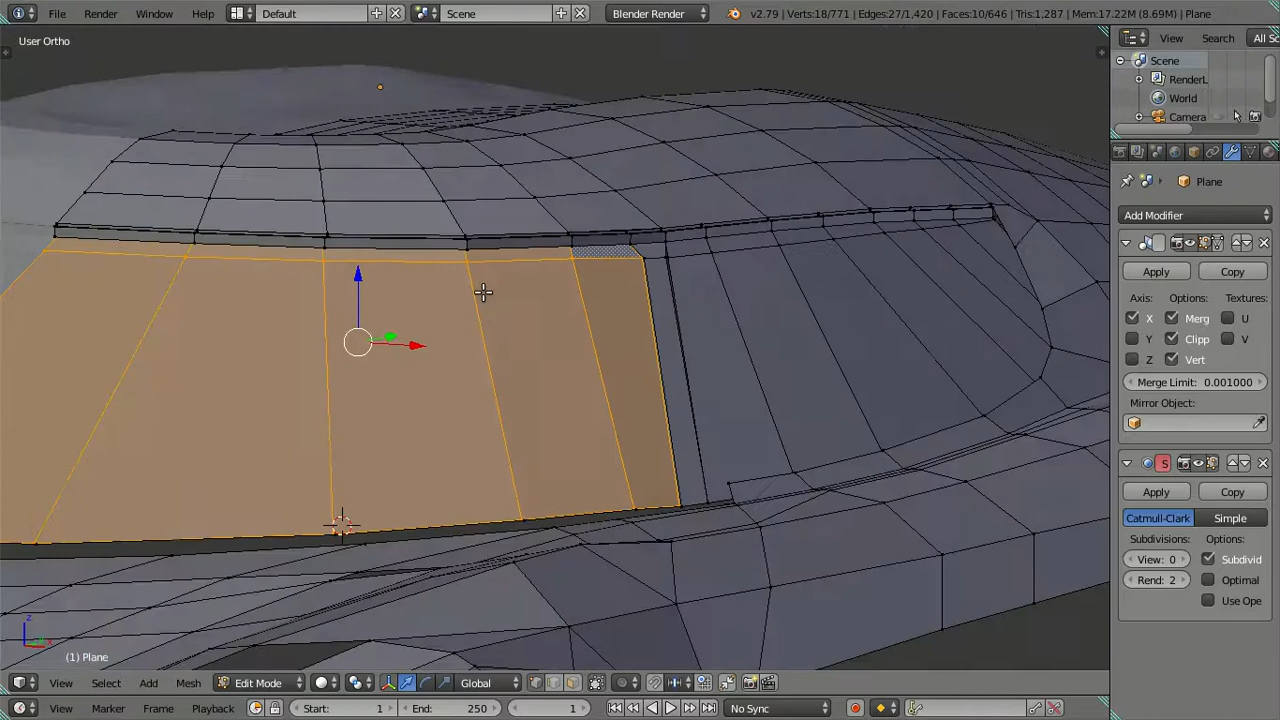 File Render Window Help Default Scene Blender Render v2.79 | Verts:18/771 | Edges:27/1,420 | Faces:10/646 | Tris:1,287 | Mem:17.22M (8.69M) | Plane
User Ortho
View Search All Sc
Scene
RenderL
World
Camera
Plane
Add Modifier
Apply Copy
Axis: Options: Textures:
X Merg U
Y Clipp V
Z Vert
Merge Limit: 0.001000
Mirror Object:
S
Apply Copy
Catmull-Clark Simple
Subdivisions: Options:
View: 0 Subdivid
Rend: 2 Optimal
Use Ope
z
x
(1) Plane
View Select Add Mesh Edit Mode Global
View Marker Frame Playback Start: 1 End: 250 1 No Sync